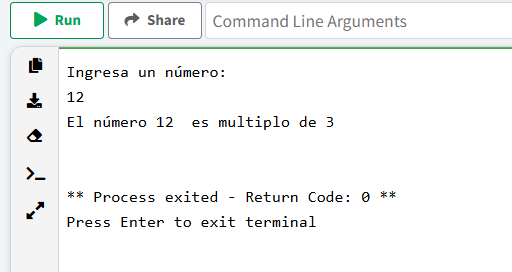 Run Share Command Line Arguments
Ingresa un número:
12
El número 12  es multiplo de 3
** Process exited - Return Code: 0 **
Press Enter to exit terminal